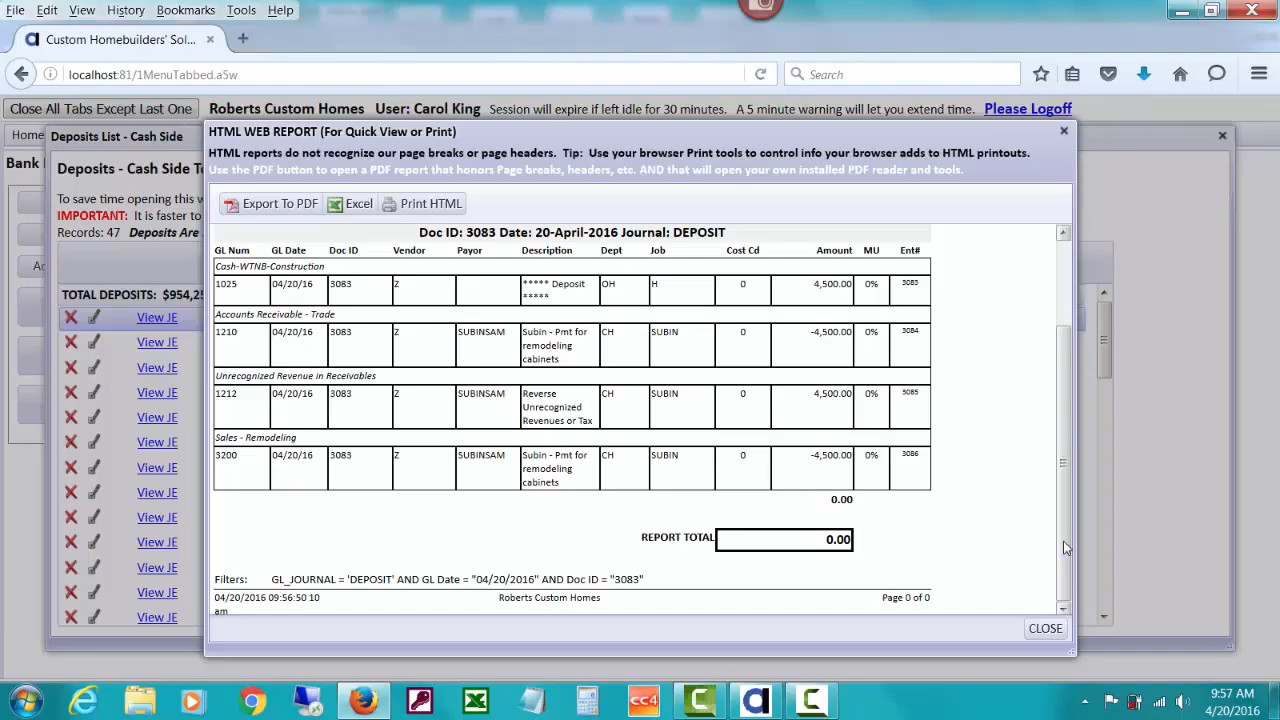 File Edit View History Bookmarks Tools Help
Custom Homebuilders' Sol...
localhost:81/1MenuTabbed.a5w
Search
Close All Tabs Except Last One Roberts Custom Homes User: Carol King Session will expire if left idle for 30 minutes. A 5 minute warning will let you extend time. Please Logoff
Home
Deposits List - Cash Side
HTML WEB REPORT (For Quick View or Print)
HTML reports do not recognize our page breaks or page headers. Tip: Use your browser Print tools to control info your browser adds to HTML printouts.
Use the PDF button to open a PDF report that honors Page breaks, headers, etc. AND that will open your own installed PDF reader and tools.
Bank
Deposits - Cash Side T
To save time opening this w
IMPORTANT: It is faster to
Records: 47 Deposits Are
TOTAL DEPOSITS: $954,25
View JE
View JE
View JE
View JE
View JE
View JE
View JE
View JE
View JE
View JE
View JE
View JE
View JE
Export To PDF Excel Print HTML
Doc ID: 3083 Date: 20-April-2016 Journal: DEPOSIT
GL Num GL Date Doc ID Vendor Payor Description Dept Job Cost Cd Amount MU Ent#
Cash-WTNB-Construction
1025 04/20/16 3083 Z ***** Deposit OH H 0 4,500.00 0% 3083
*****
Accounts Receivable - Trade
1210 04/20/16 3083 Z SUBINSAM Subin - Pmt for CH SUBIN 0 -4,500.00 0% 3084
remodeling
cabinets
Unrecognized Revenue in Receivables
1212 04/20/16 3083 Z SUBINSAM Reverse CH SUBIN 0 4,500.00 0% 3085
Unrecognized
Revenues or Tax
Sales - Remodeling
3200 04/20/16 3083 Z SUBINSAM Subin - Pmt for CH SUBIN 0 -4,500.00 0% 3086
remodeling
cabinets
0.00
REPORT TOTAL 0.00
Filters: GL_JOURNAL = 'DEPOSIT' AND GL Date = "04/20/2016" AND Doc ID = "3083"
04/20/2016 09:56:50 10 Roberts Custom Homes Page 0 of 0
am
CLOSE
CC4
9:57 AM
4/20/2016